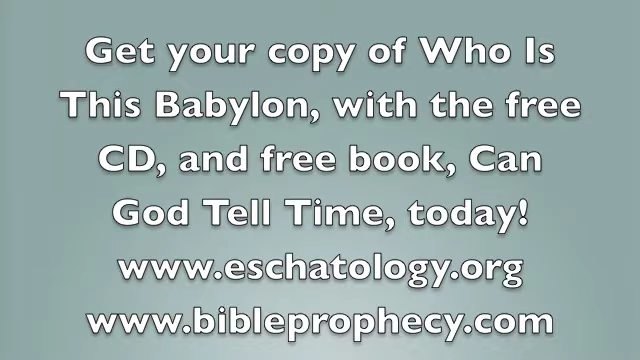 Get your copy of Who Is
This Babylon, with the free
CD, and free book, Can
God Tell Time, today!
www.eschatology.org
www.bibleprophecy.com